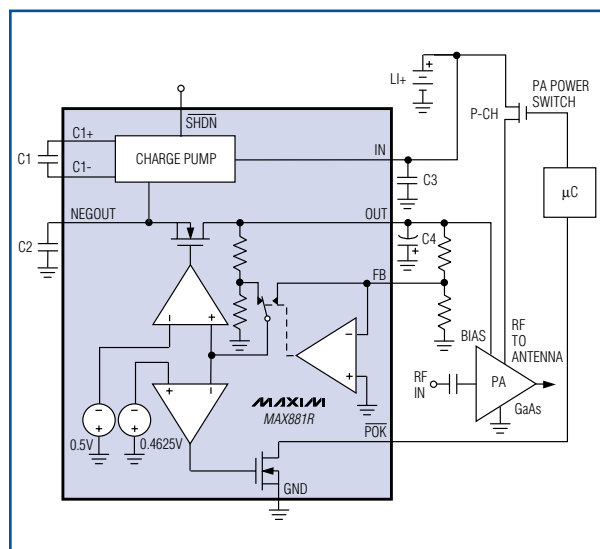 LI+
PA POWER
SWITCH
P-CH
SHDN
C1+
C1-
C1
CHARGE PUMP
IN
C3
µC
NEGOUT
OUT
C2
C4
FB
BIAS
RF
TO
ANTENNA
RF
IN
PA
GaAs
MAXIM
MAX881R
0.5V
0.4625V
POK
GND